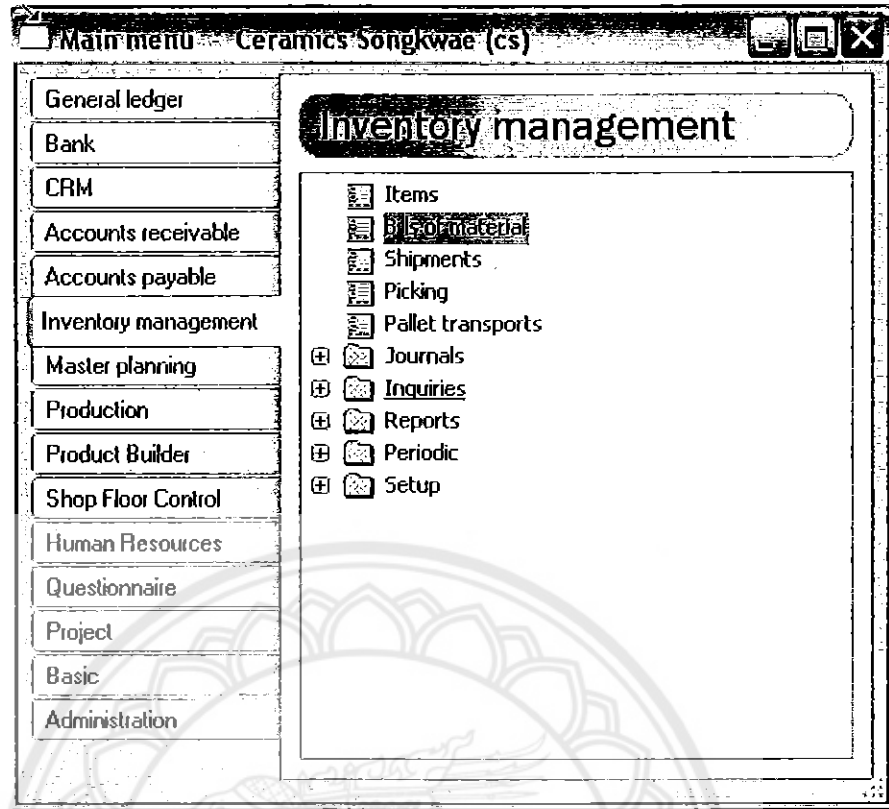 Main menu - Ceramics Songkwae (cs)
General ledger
Bank
CRM
Accounts receivable
Accounts payable
Inventory management
Master planning
Production
Product Builder
Shop Floor Control
Human Resources
Questionnaire
Project
Basic
Administration
Inventory management
Items
Bills of material
Shipments
Picking
Pallet transports
Journals
Inquiries
Reports
Periodic
Setup